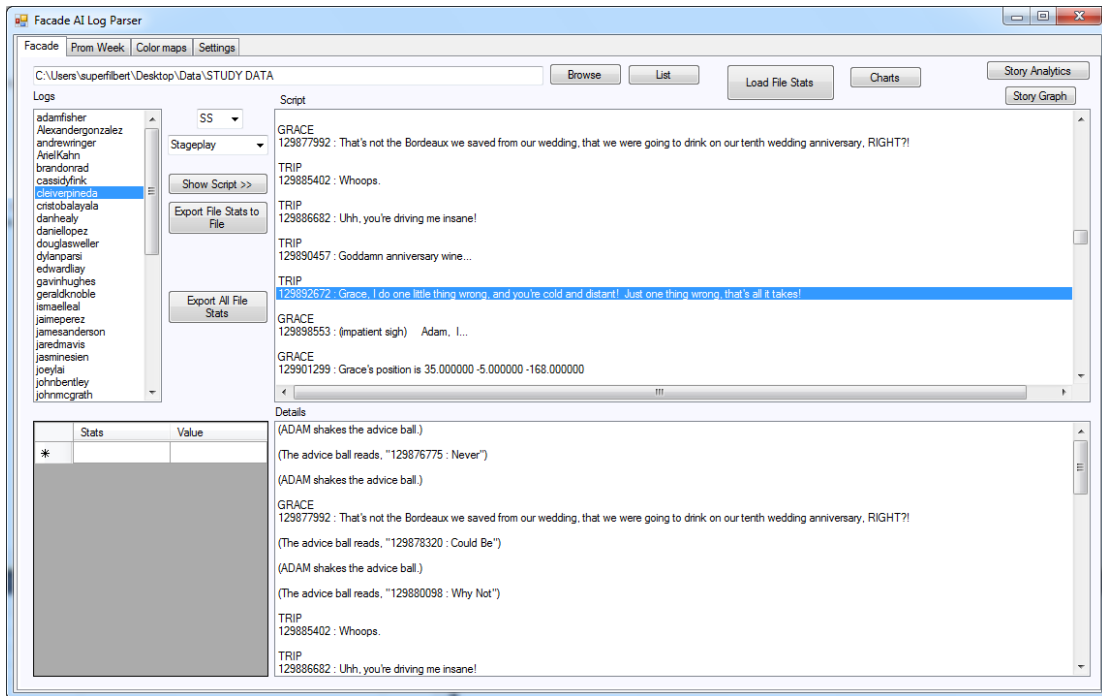 Facade AI Log Parser
Facade Prom Week Color maps Settings
C:\Users\superfilbert\Desktop\Data\STUDY DATA Browse List Load File Stats Charts Story Analytics
Story Graph
Logs
adamfisher
Alexandergonzalez
andrewringer
ArielKahn
brandonrad
cassidyfink
cleiverpineda
cristobalayala
danhealy
daniellopez
douglasweller
dylanparsi
edwardliay
gavinhughes
geraldknoble
ismaelleal
jaimeperez
jamesanderson
jaredmavis
jasminesien
joeylai
johnbentley
johnmcgrath
SS
Stageplay
Show Script >>
Export File Stats to
File
Export All File
Stats
Script
GRACE
129877992 : That's not the Bordeaux we saved from our wedding, that we were going to drink on our tenth wedding anniversary, RIGHT?!
TRIP
129885402 : Whoops.
TRIP
129886682 : Uhh, you're driving me insane!
TRIP
129890457 : Goddamn anniversary wine...
TRIP
129892672 : Grace, I do one little thing wrong, and you're cold and distant! Just one thing wrong, that's all it takes!
GRACE
129898553 : (impatient sigh) Adam, I...
GRACE
129901299 : Grace's position is 35.000000 -5.000000 -168.000000
Stats Value
*
Details
(ADAM shakes the advice ball.)
(The advice ball reads, "129876775 : Never")
(ADAM shakes the advice ball.)
GRACE
129877992 : That's not the Bordeaux we saved from our wedding, that we were going to drink on our tenth wedding anniversary, RIGHT?!
(The advice ball reads, "129878320 : Could Be")
(ADAM shakes the advice ball.)
(The advice ball reads, "129880098 : Why Not")
TRIP
129885402 : Whoops.
TRIP
129886682 : Uhh, you're driving me insane!